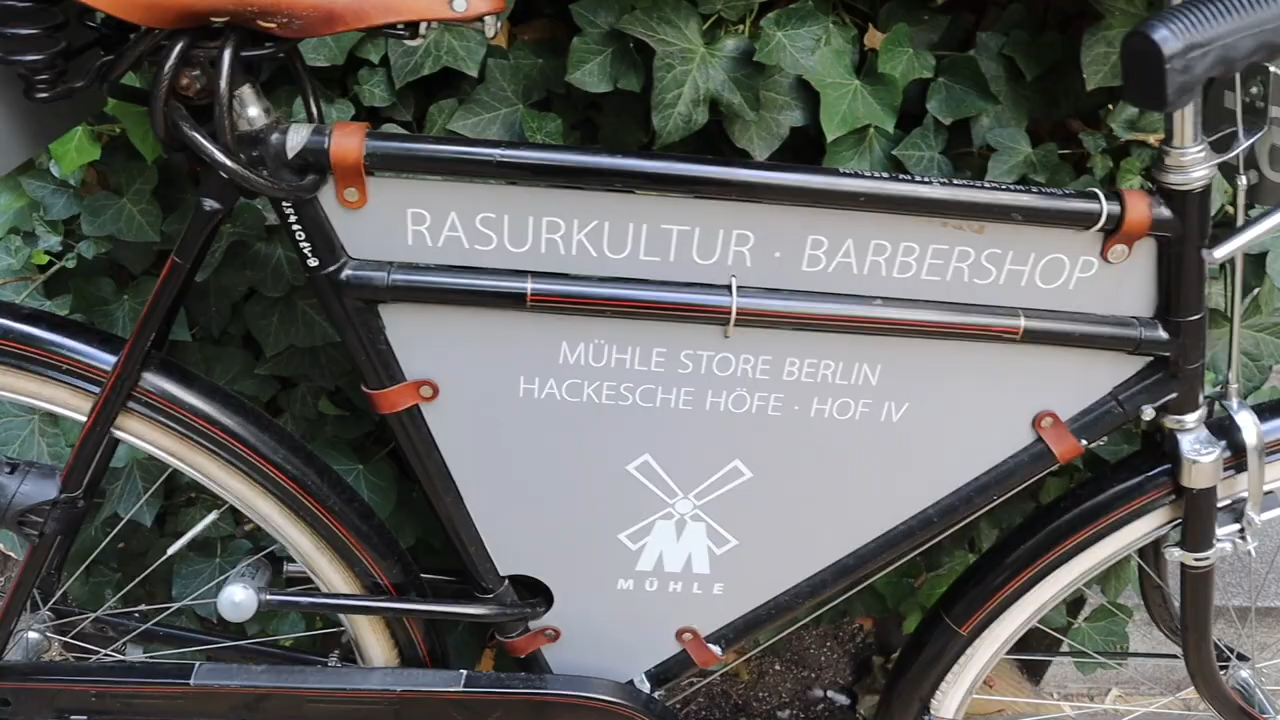 RASURKULTUR · BARBERSHOP
MÜHLE STORE BERLIN
HACKESCHE HÖFE · HOF IV
M
MÜHLE